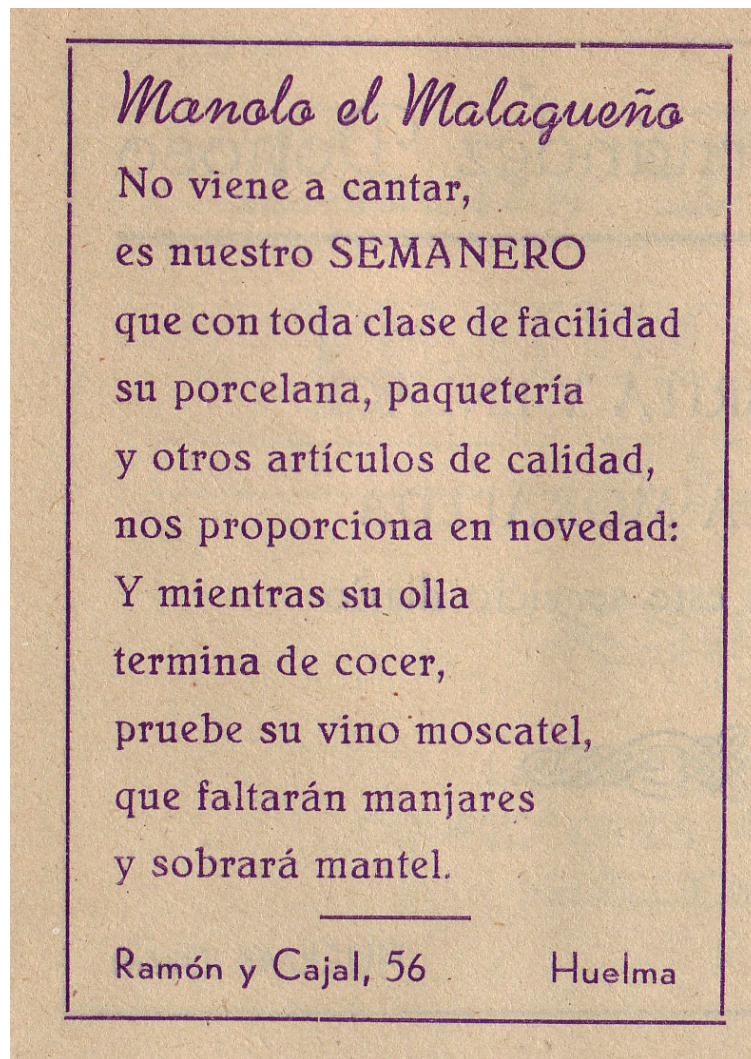 Manolo el Malagueño
No viene a cantar,
es nuestro SEMANERO
que con toda clase de facilidad
su porcelana, paquetería
y otros artículos de calidad,
nos proporciona en novedad:
Y mientras su olla
termina de cocer,
pruebe su vino moscatel,
que faltarán manjares
y sobrará mantel.
Ramón y Cajal, 56 Huelma